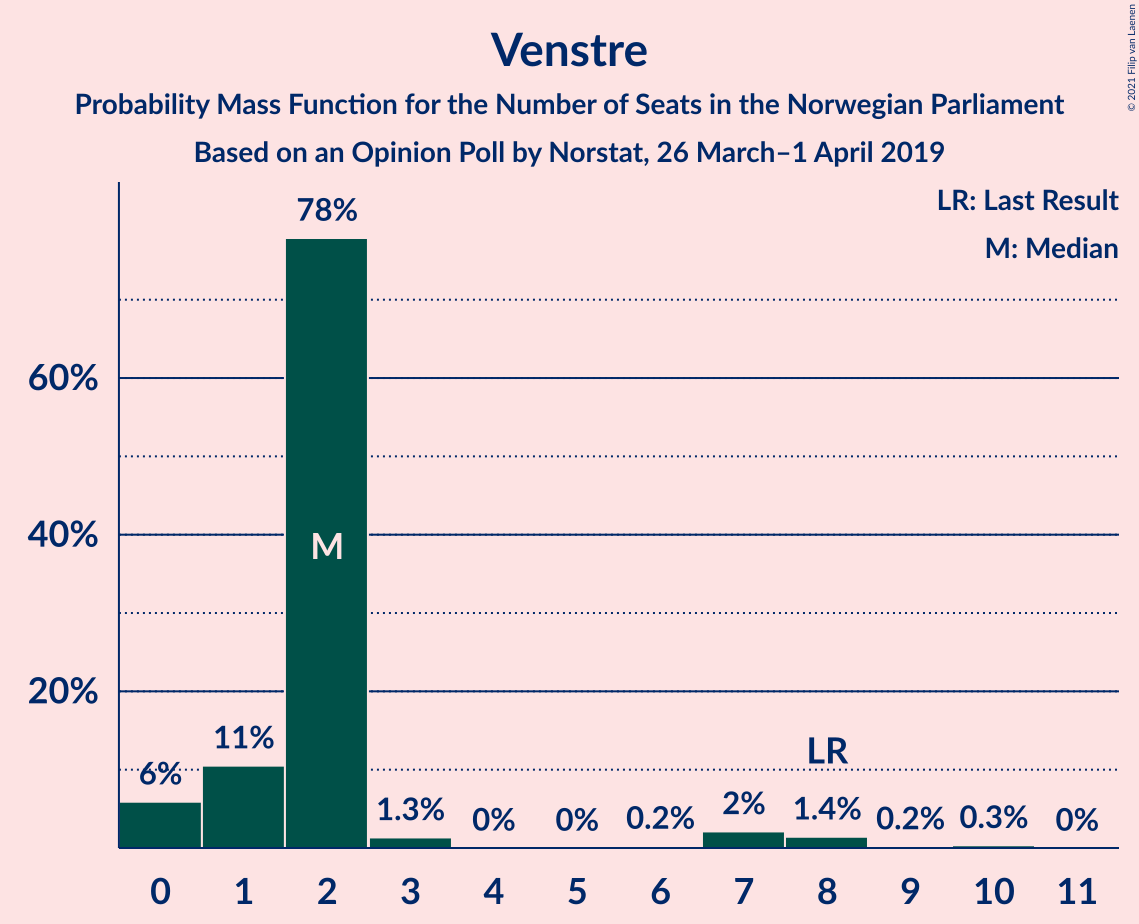 Venstre
Probability Mass Function for the Number of Seats in the Norwegian Parliament
Based on an Opinion Poll by Norstat, 26 March–1 April 2019
© 2021 Filip van Laenen
LR: Last Result
M: Median
78%
60%
40%
20%
M
6%
11%
1.3%
0%
0%
0.2%
2%
1.4%
0.2%
0.3%
0%
LR
0 1 2 3 4 5 6 7 8 9 10 11